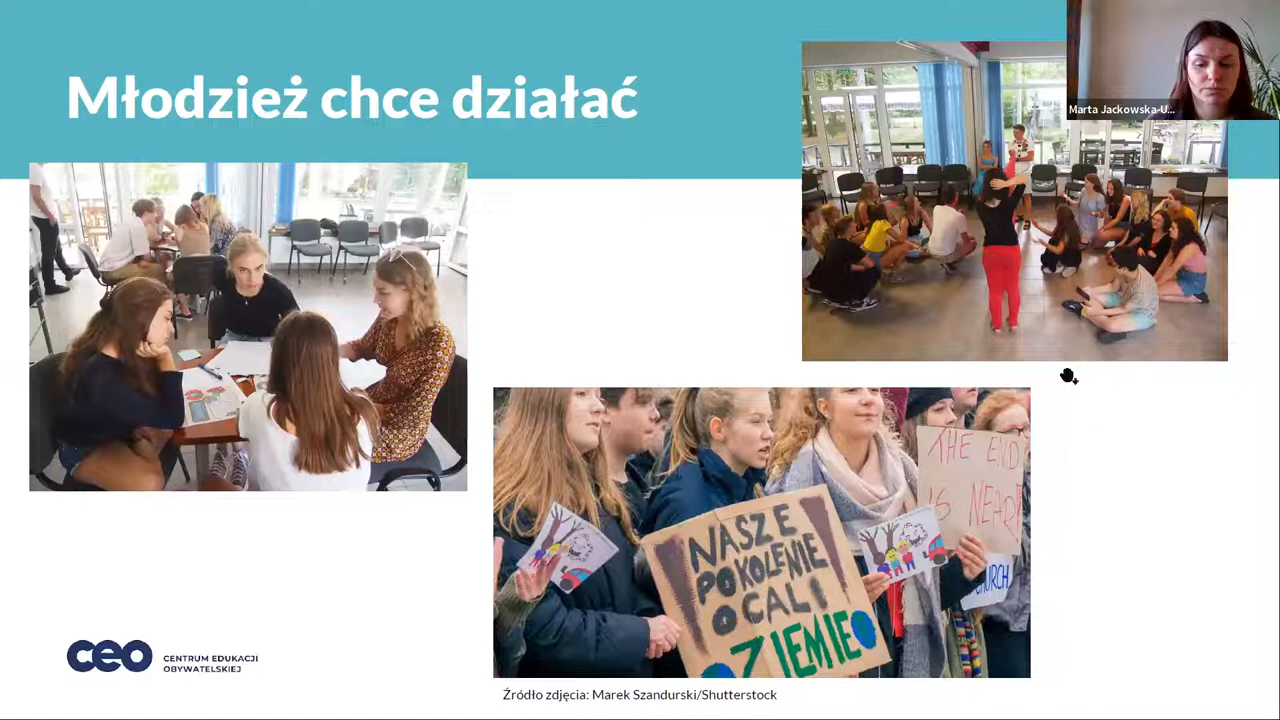 Młodzież chce działać
Marta Jackowska-U...
THE END
IS NEAR!
NASZE
POKOLENIE
OCALI
ZIEMIE
CHURCH
ceo
CENTRUM EDUKACJI
OBYWATELSKIEJ
Źródło zdjęcia: Marek Szandurski/Shutterstock